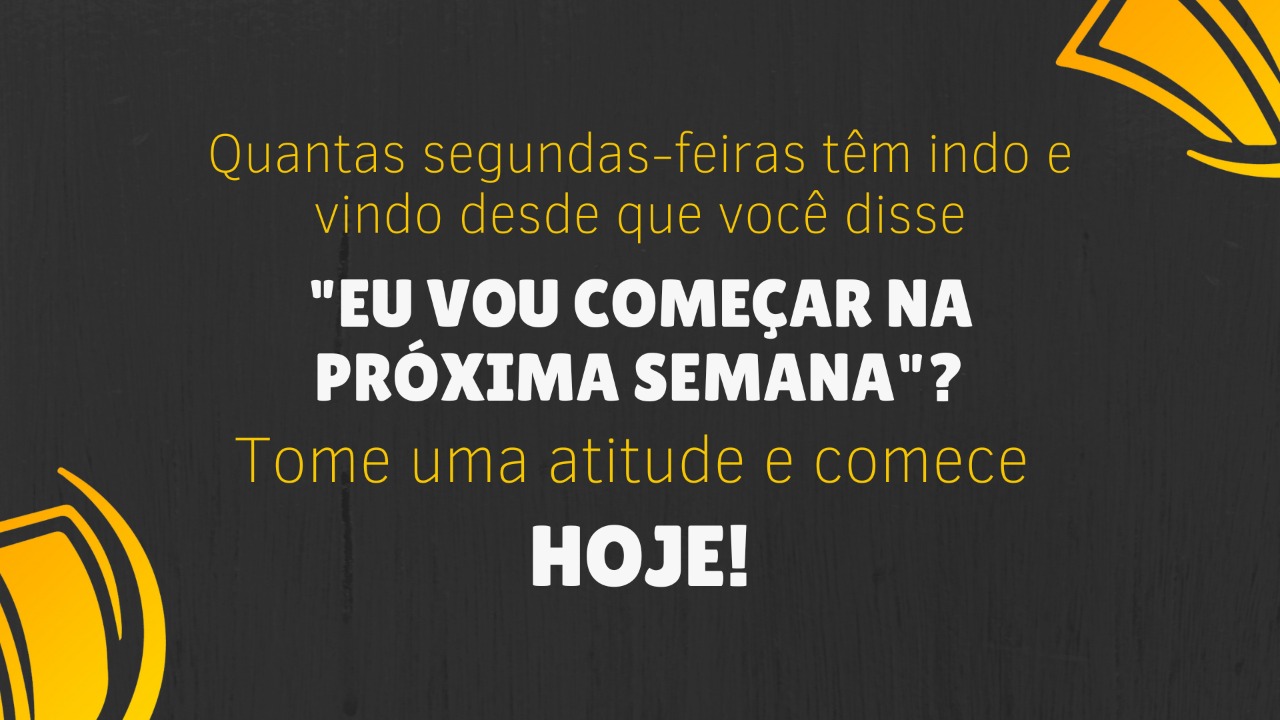 Quantas segundas-feiras têm indo e
vindo desde que você disse
"EU VOU COMEÇAR NA
PRÓXIMA SEMANA"?
Tome uma atitude e comece
HOJE!